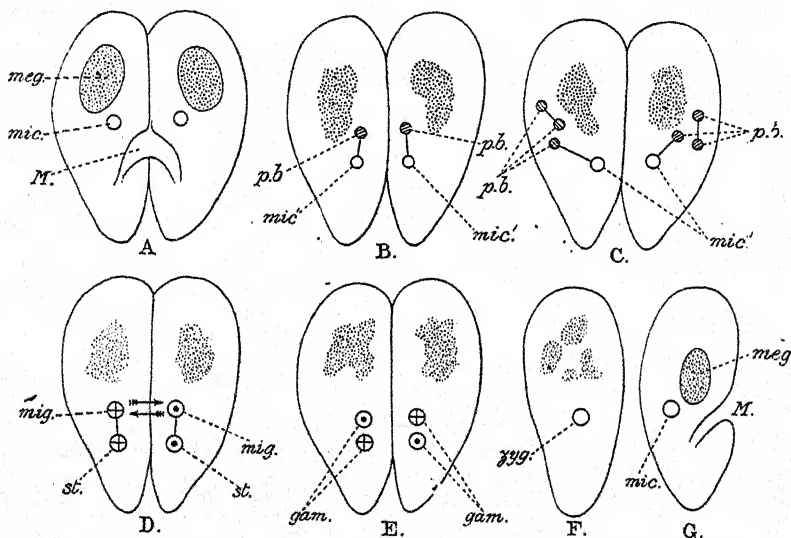 meg.
mic.
M.
A
p.b
mic'
p.b.
mic'.
B.
p.b.
p.b.
mic'
C.
mig.
st.
mig.
st.
D.
gam.
gam.
E.
zyg.
F.
meg
M.
mic.
G.